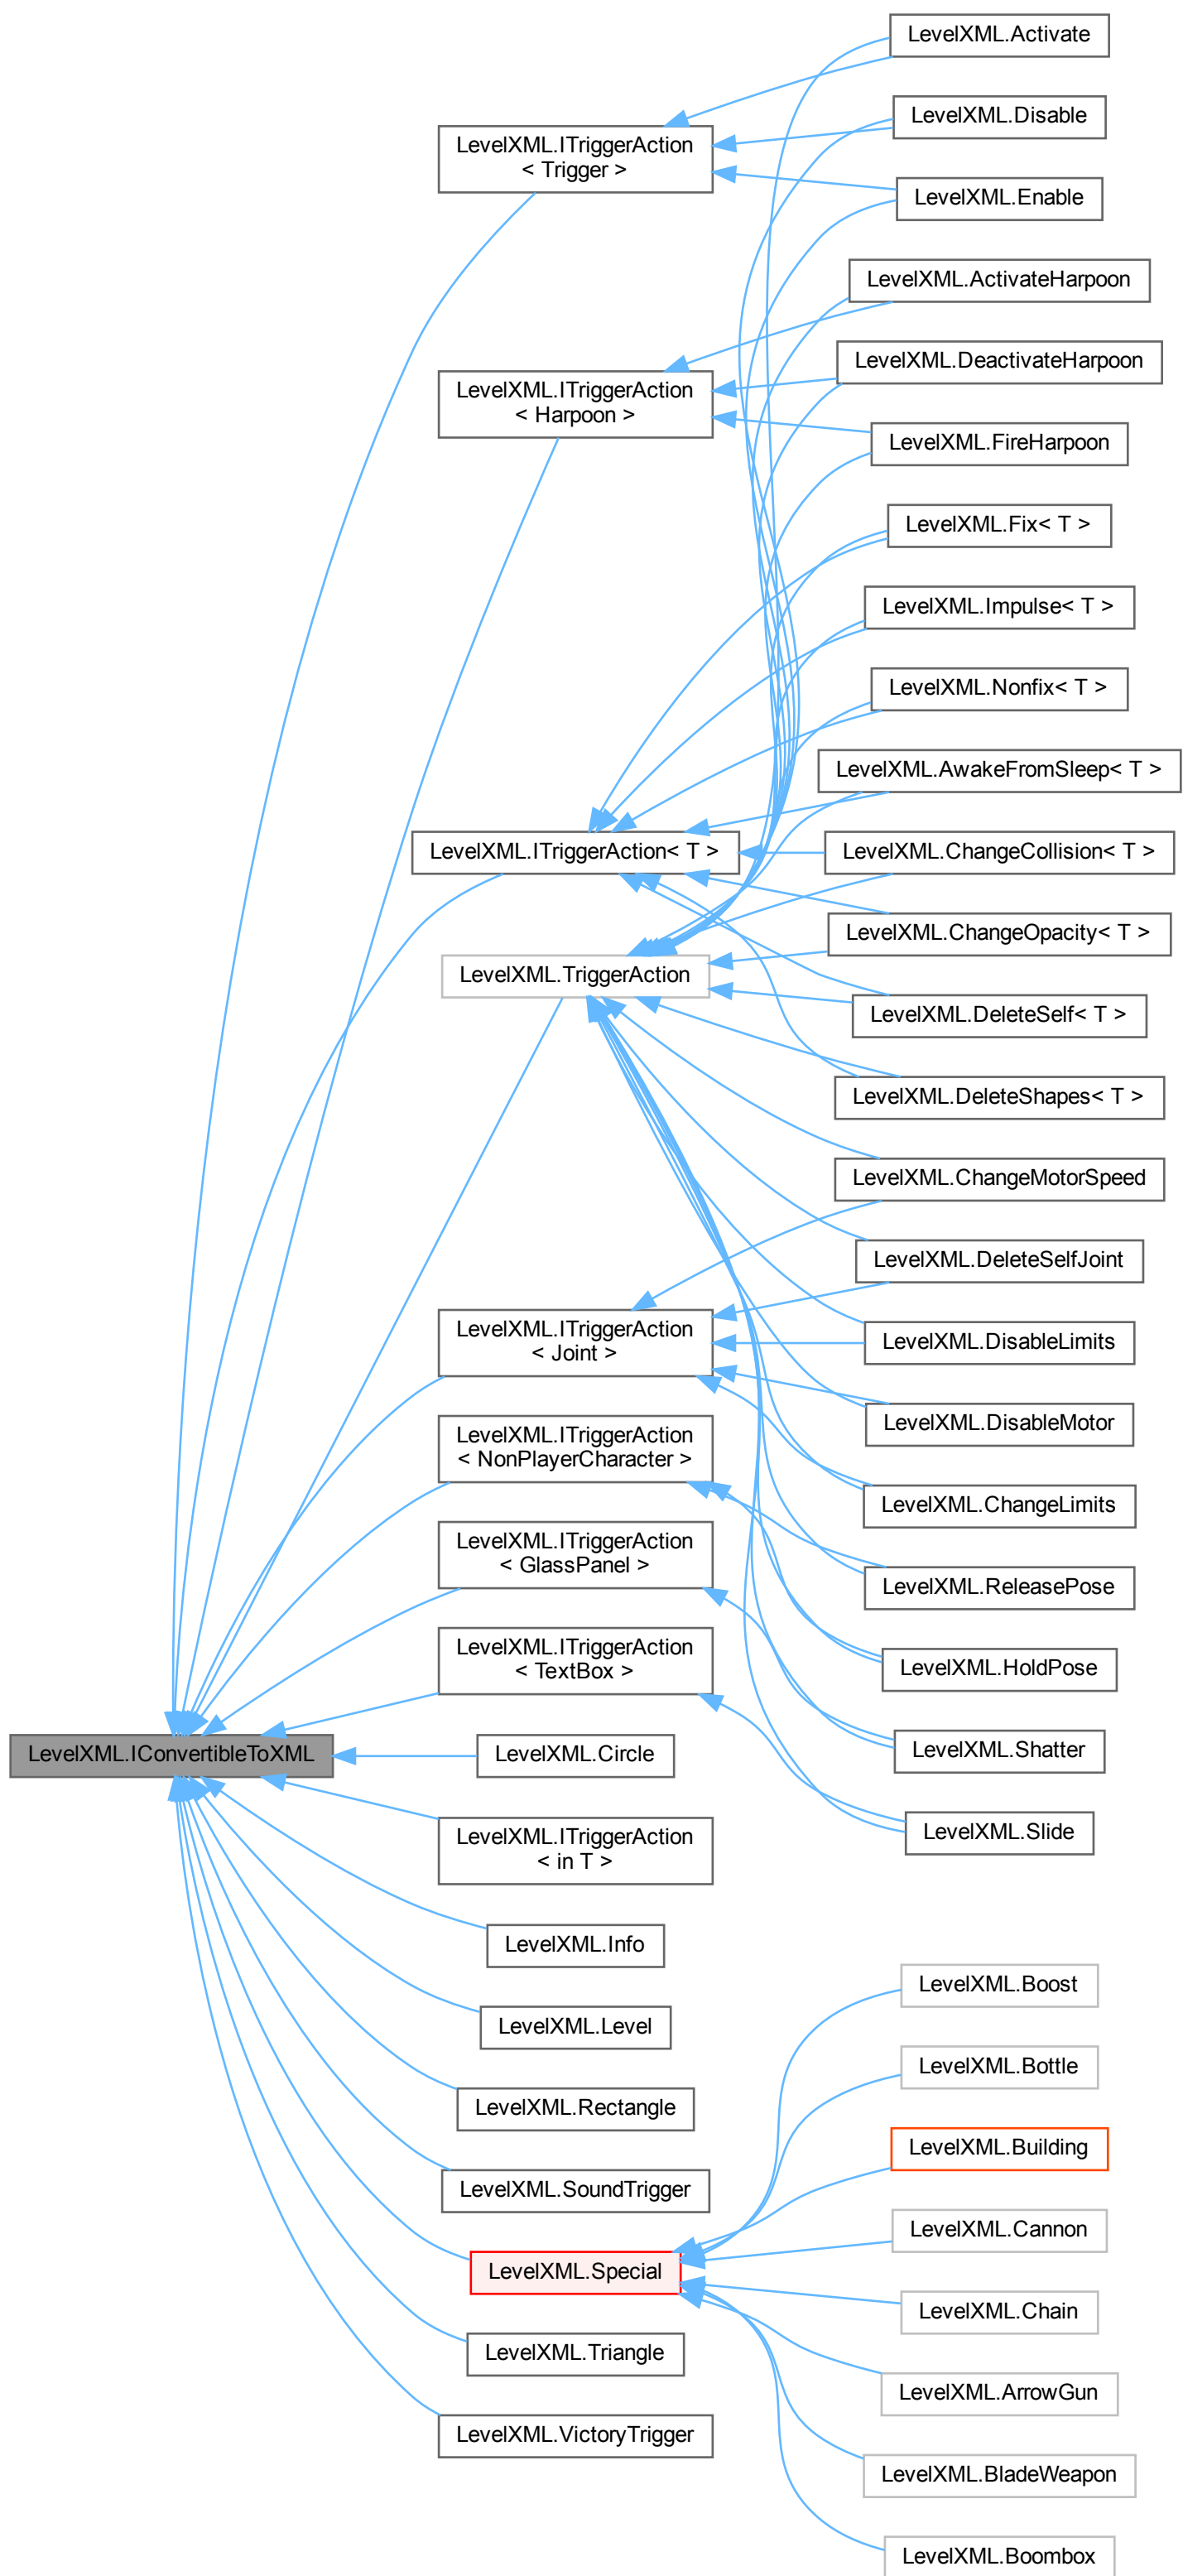 LevelXML.Activate
LevelXML.Disable
LevelXML.ITriggerAction
< Trigger >
LevelXML.Enable
LevelXML.ActivateHarpoon
LevelXML.DeactivateHarpoon
LevelXML.ITriggerAction
< Harpoon >
LevelXML.FireHarpoon
LevelXML.Fix< T >
LevelXML.Impulse< T >
LevelXML.Nonfix< T >
LevelXML.AwakeFromSleep< T >
LevelXML.ITriggerAction< T >
LevelXML.ChangeCollision< T >
LevelXML.ChangeOpacity< T >
LevelXML.TriggerAction
LevelXML.DeleteSelf< T >
LevelXML.DeleteShapes< T >
LevelXML.ChangeMotorSpeed
LevelXML.DeleteSelfJoint
LevelXML.ITriggerAction
< Joint >
LevelXML.DisableLimits
LevelXML.DisableMotor
LevelXML.ITriggerAction
< NonPlayerCharacter >
LevelXML.ChangeLimits
LevelXML.ITriggerAction
< GlassPanel >
LevelXML.ReleasePose
LevelXML.ITriggerAction
< TextBox >
LevelXML.HoldPose
LevelXML.IConvertibleToXML
LevelXML.Circle
LevelXML.Shatter
LevelXML.ITriggerAction
< in T >
LevelXML.Slide
LevelXML.Info
LevelXML.Boost
LevelXML.Level
LevelXML.Bottle
LevelXML.Rectangle
LevelXML.Building
LevelXML.SoundTrigger
LevelXML.Cannon
LevelXML.Special
LevelXML.Chain
LevelXML.Triangle
LevelXML.ArrowGun
LevelXML.VictoryTrigger
LevelXML.BladeWeapon
LevelXML.Boombox